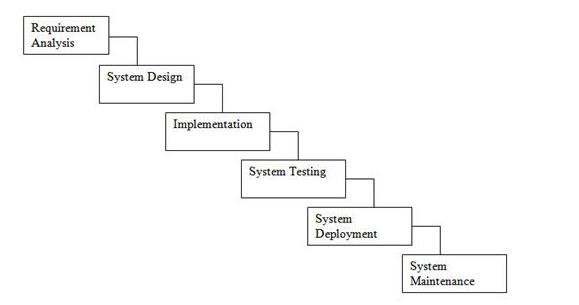 Requirement
Analysis
System Design
Implementation
System Testing
System
Deployment
System
Maintenance